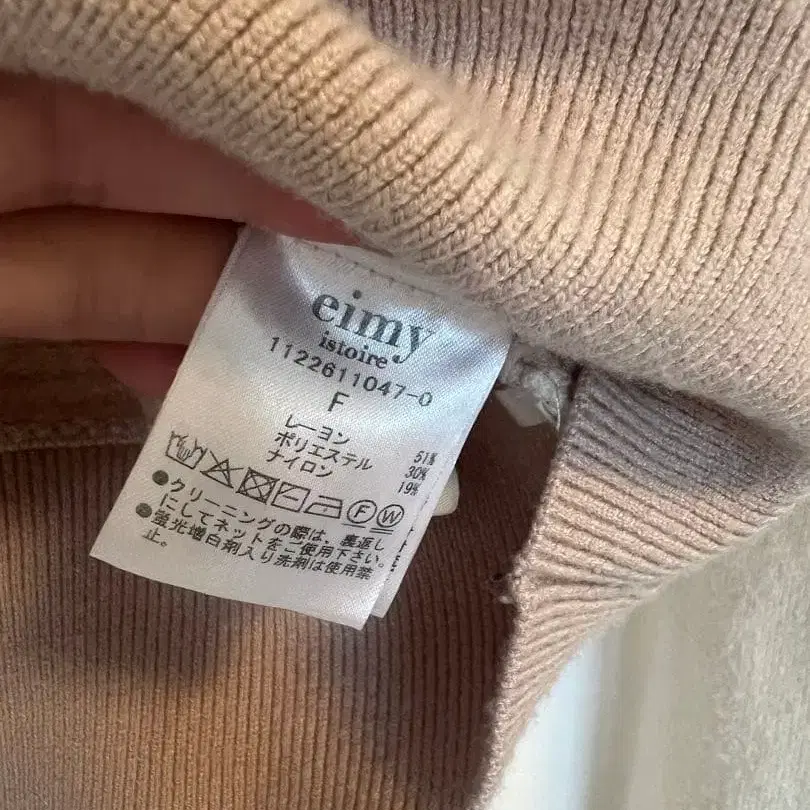 eimy
istoire
1122611047-0
F
レーヨン 51%
ポリエステル 30%
ナイロン 19%
F W
●クリーニングの際は、裏返し
にしてネットをご使用下さい。
●蛍光増白剤入り洗剤は使用禁
止。